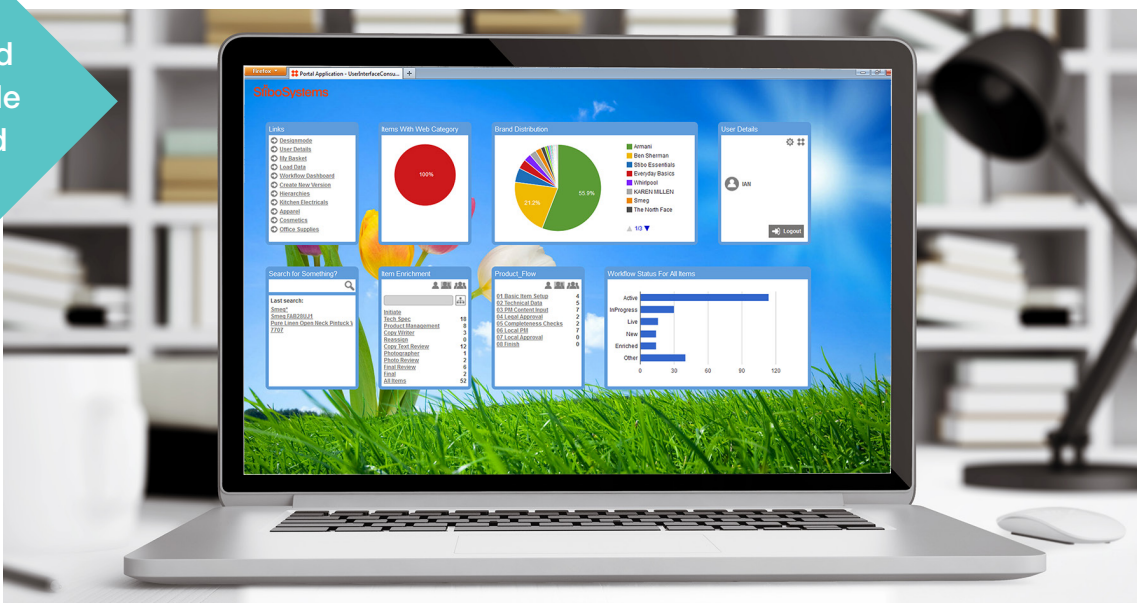 d
le
d
Firefox
Portal Application - UserInterfaceConsu...
StiboSystems
Links
Designmode
User Details
My Basket
Load Data
Workflow Dashboard
Create New Version
Hierarchies
Kitchen Electricals
Apparel
Cosmetics
Office Supplies
Items With Web Category
100%
Brand Distribution
55,9%
21,2%
Armani
Ben Sherman
Stibo Essentials
Everyday Basics
Whirlpool
KAREN MILLEN
Smeg
The North Face
1/3
User Details
IAN
Logout
Search for Something?
Last search:
Smeg*
Smeg FAB28UJ1
Pure Linen Open Neck Pintuck s
7707
Item Enrichment
Initiate
Tech Spec 18
Product Management 8
Copy Writer 3
Reassign 0
Copy Text Review 12
Photographer 1
Photo Review 2
Final Review 6
Final 2
All Items 52
Product_Flow
01 Basic Item Setup 4
02 Technical Data 5
03 PM Content Input 7
04 Legal Approval 2
05 Completeness Checks 2
06 Local PM 7
07 Local Approval 0
08 Finish 0
Workflow Status For All Items
Active
InProgress
Live
New
Enriched
Other
0 30 60 90 120